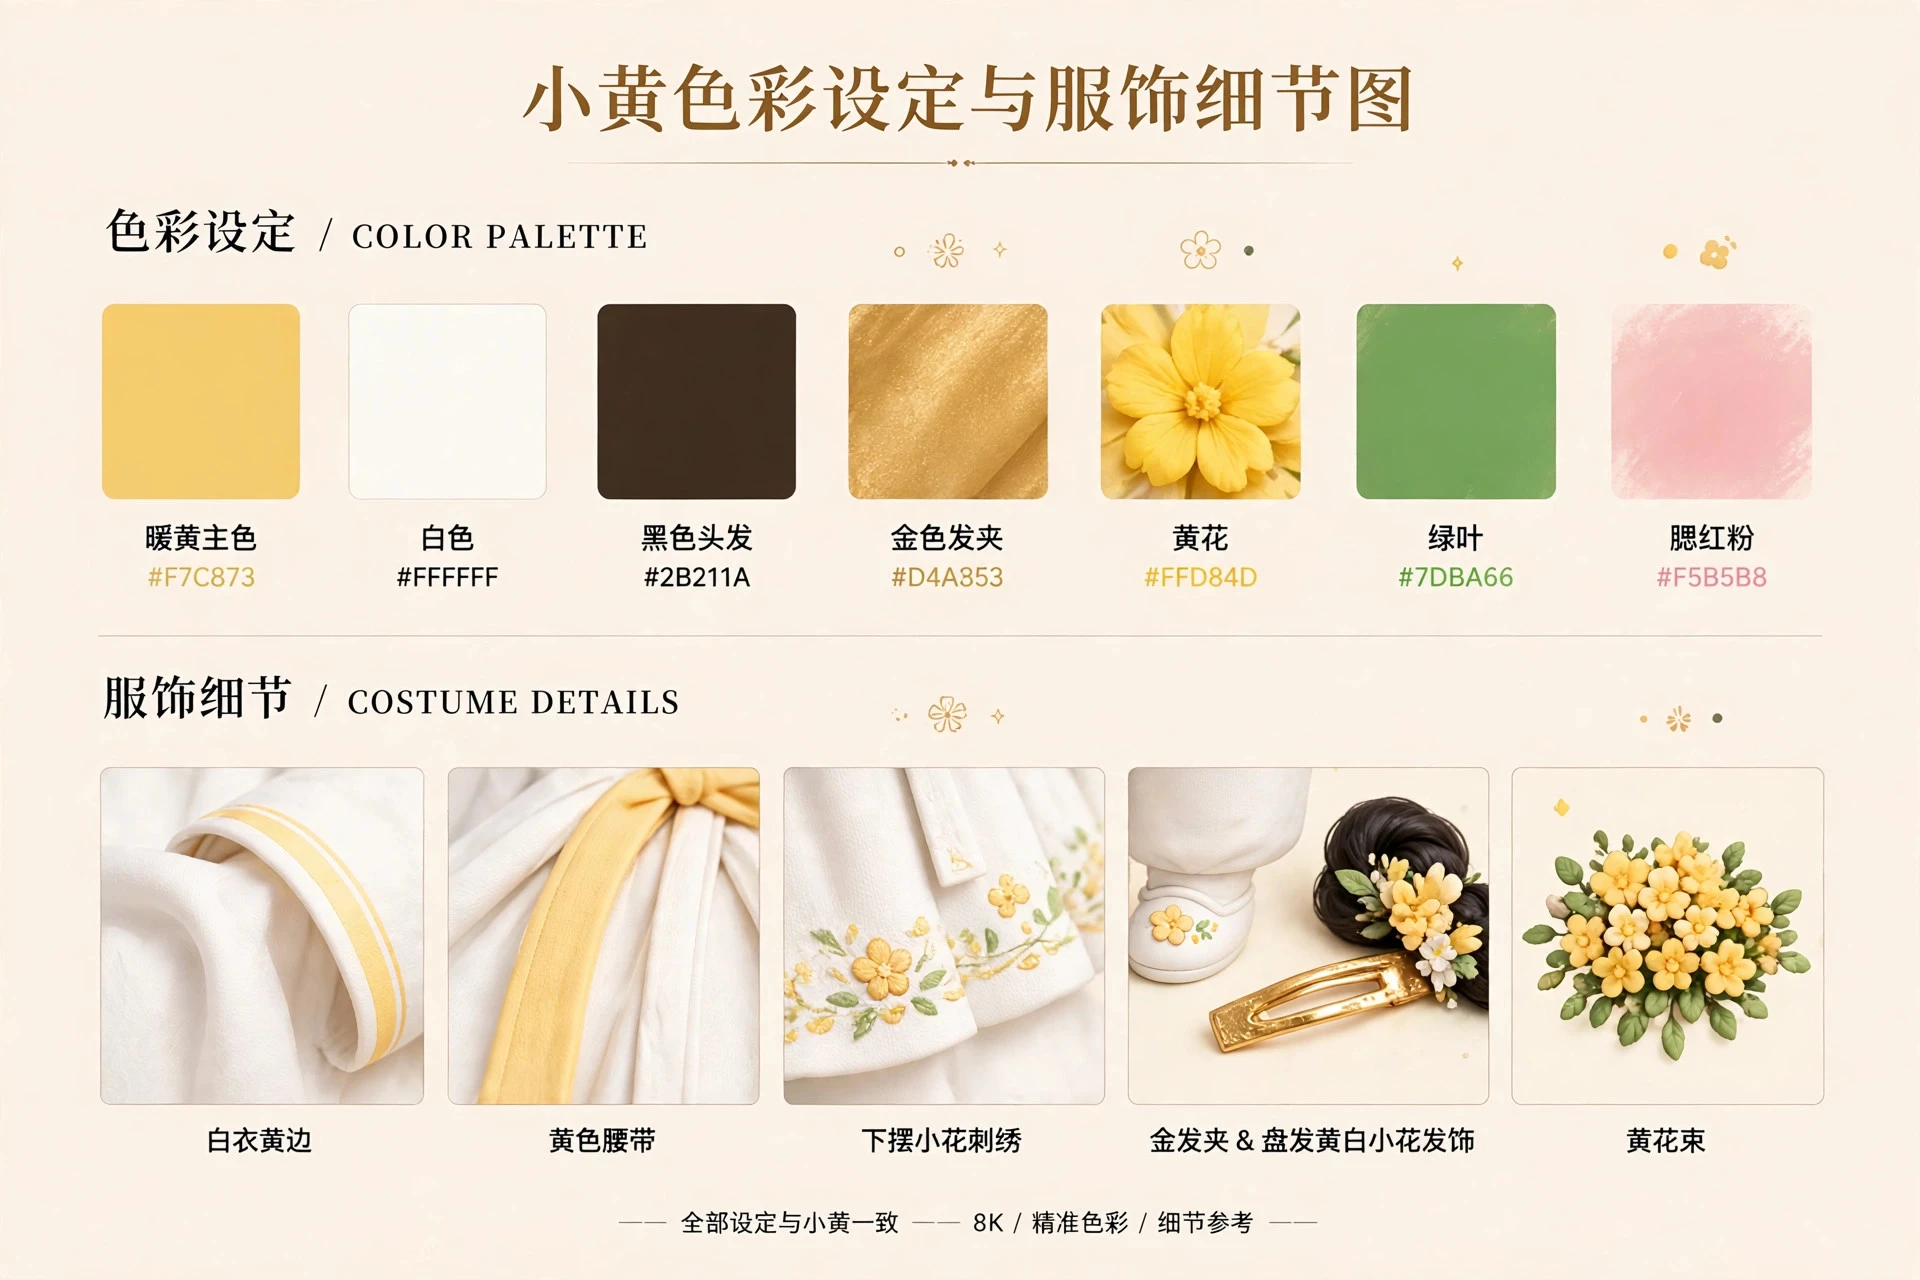 小黄色彩设定与服饰细节图
色彩设定 / COLOR PALETTE
暖黄主色
#F7C873
白色
#FFFFFF
黑色头发
#2B211A
金色发夹
#D4A853
黄花
#FFD84D
绿叶
#7DBA66
腮红粉
#F5B5B8
服饰细节 / COSTUME DETAILS
白衣黄边
黄色腰带
下摆小花刺绣
金发夹 & 盘发黄白小花发饰
黄花束
—— 全部设定与小黄一致 —— 8K / 精准色彩 / 细节参考 ——